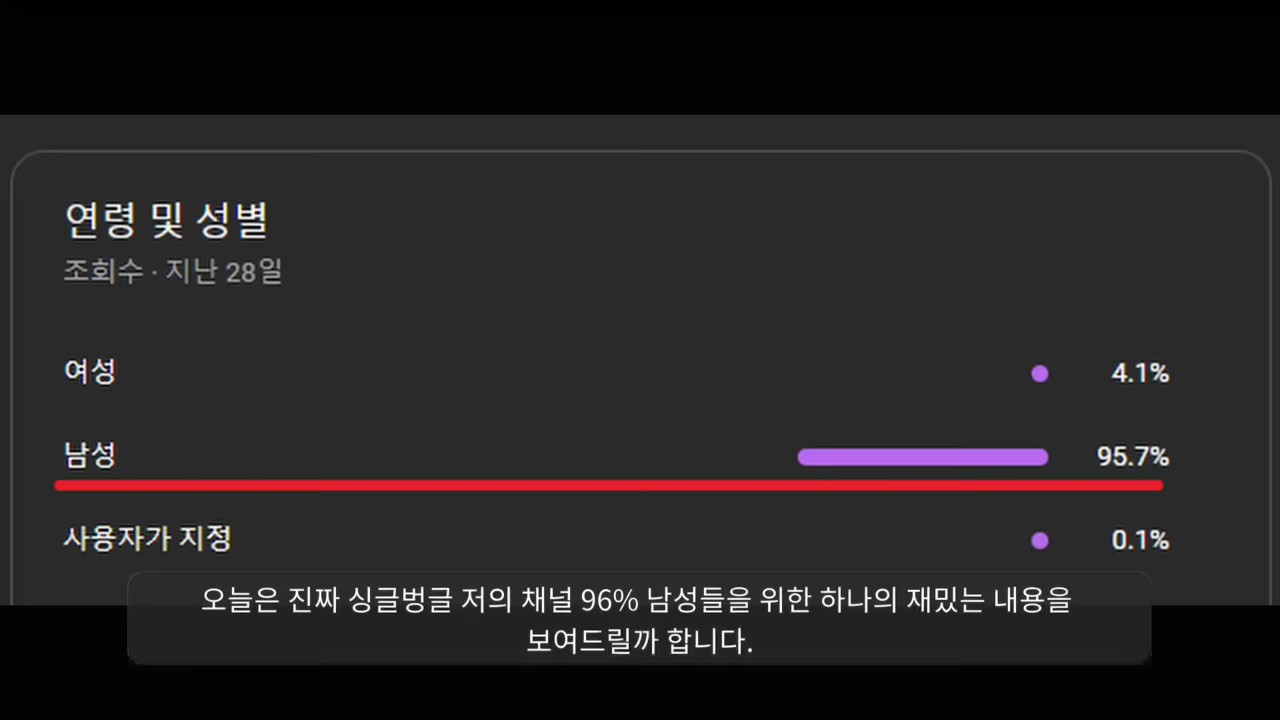 연령 및 성별
조회수 · 지난 28일
여성 4.1%
남성 95.7%
사용자가 지정 0.1%
오늘은 진짜 싱글벙글 저의 채널 96% 남성들을 위한 하나의 재밌는 내용을
보여드릴까 합니다.